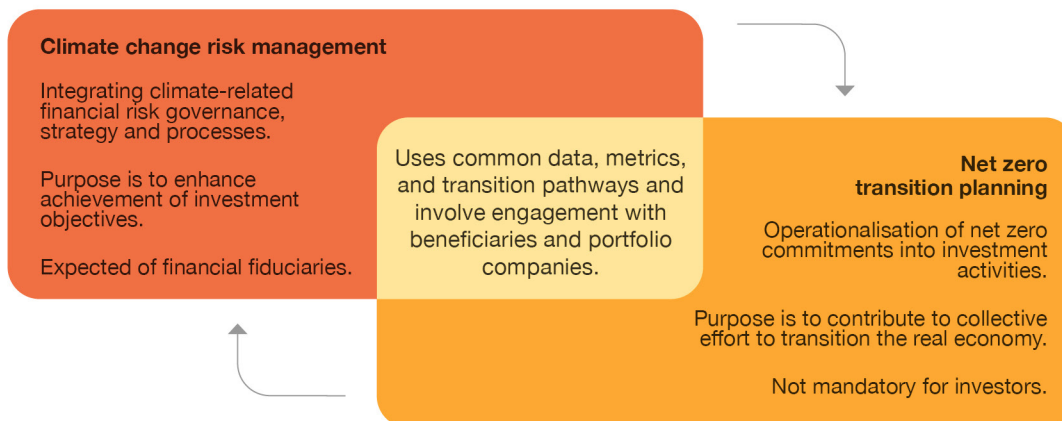 Climate change risk management
Integrating climate-related
financial risk governance,
strategy and processes.
Purpose is to enhance
achievement of investment
objectives.
Expected of financial fiduciaries.
Uses common data, metrics,
and transition pathways and
involve engagement with
beneficiaries and portfolio
companies.
Net zero
transition planning
Operationalisation of net zero
commitments into investment
activities.
Purpose is to contribute to collective
effort to transition the real economy.
Not mandatory for investors.